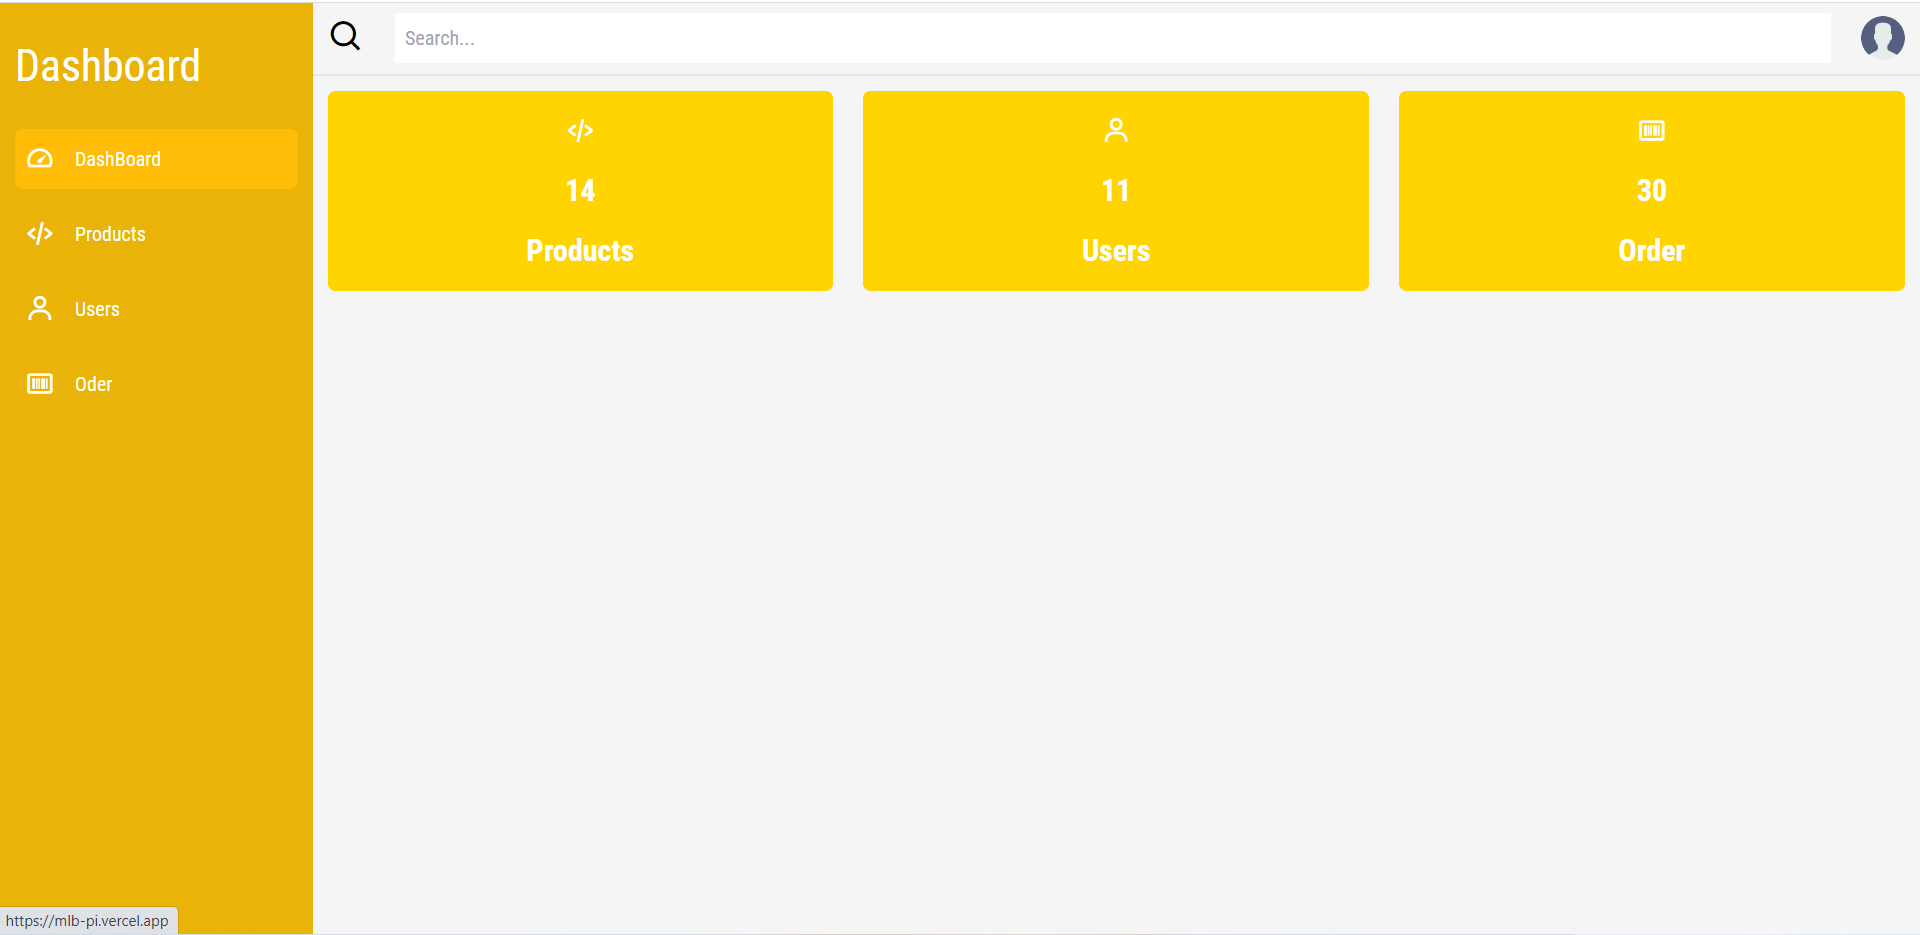 Dashboard
DashBoard
Products
Users
Oder
Search...
14
Products
11
Users
30
Order
https://mlb-pi.vercel.app